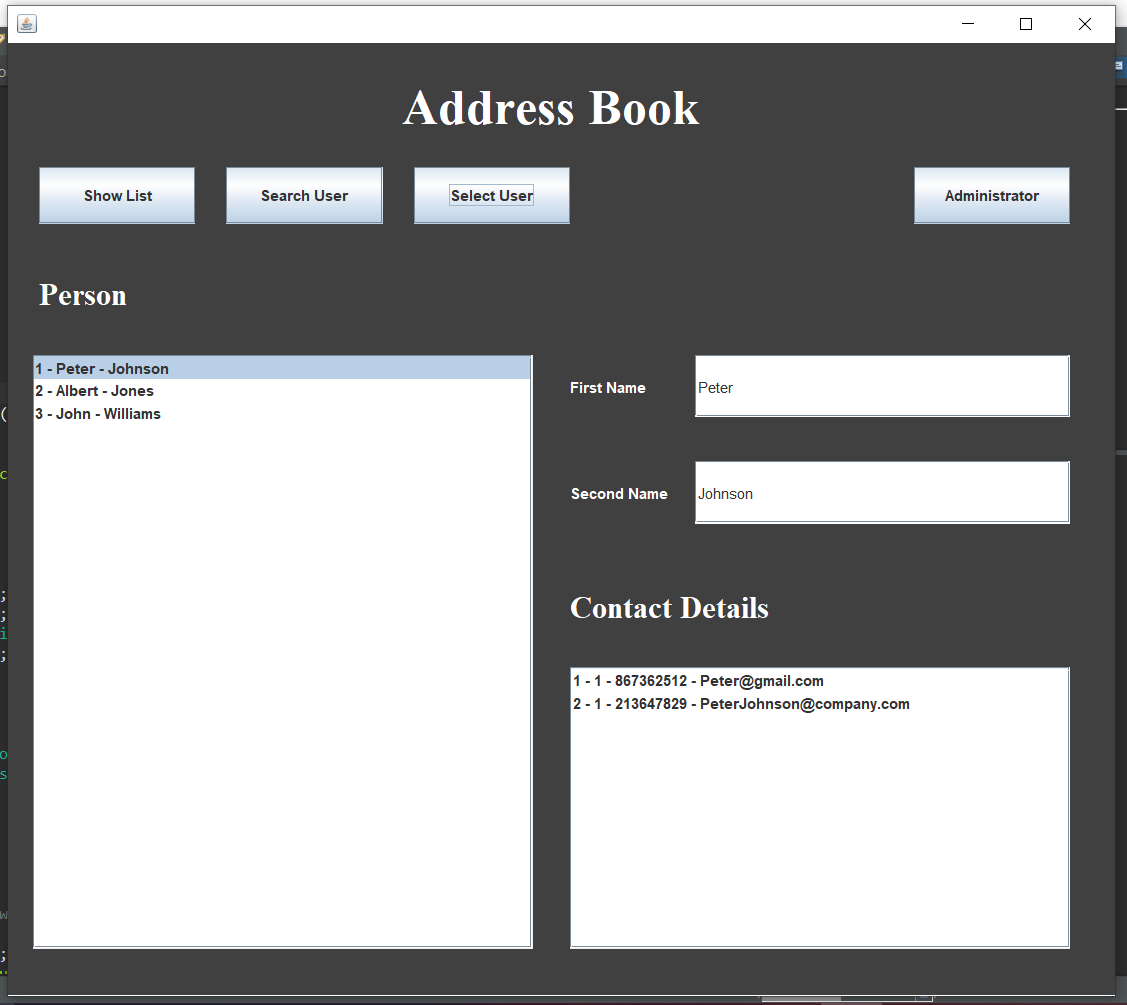 Address Book
Show List
Search User
Select User
Administrator
Person
1 - Peter - Johnson
2 - Albert - Jones
3 - John - Williams
First Name
Peter
Second Name
Johnson
Contact Details
1 - 1 - 867362512 - Peter@gmail.com
2 - 1 - 213647829 - PeterJohnson@company.com